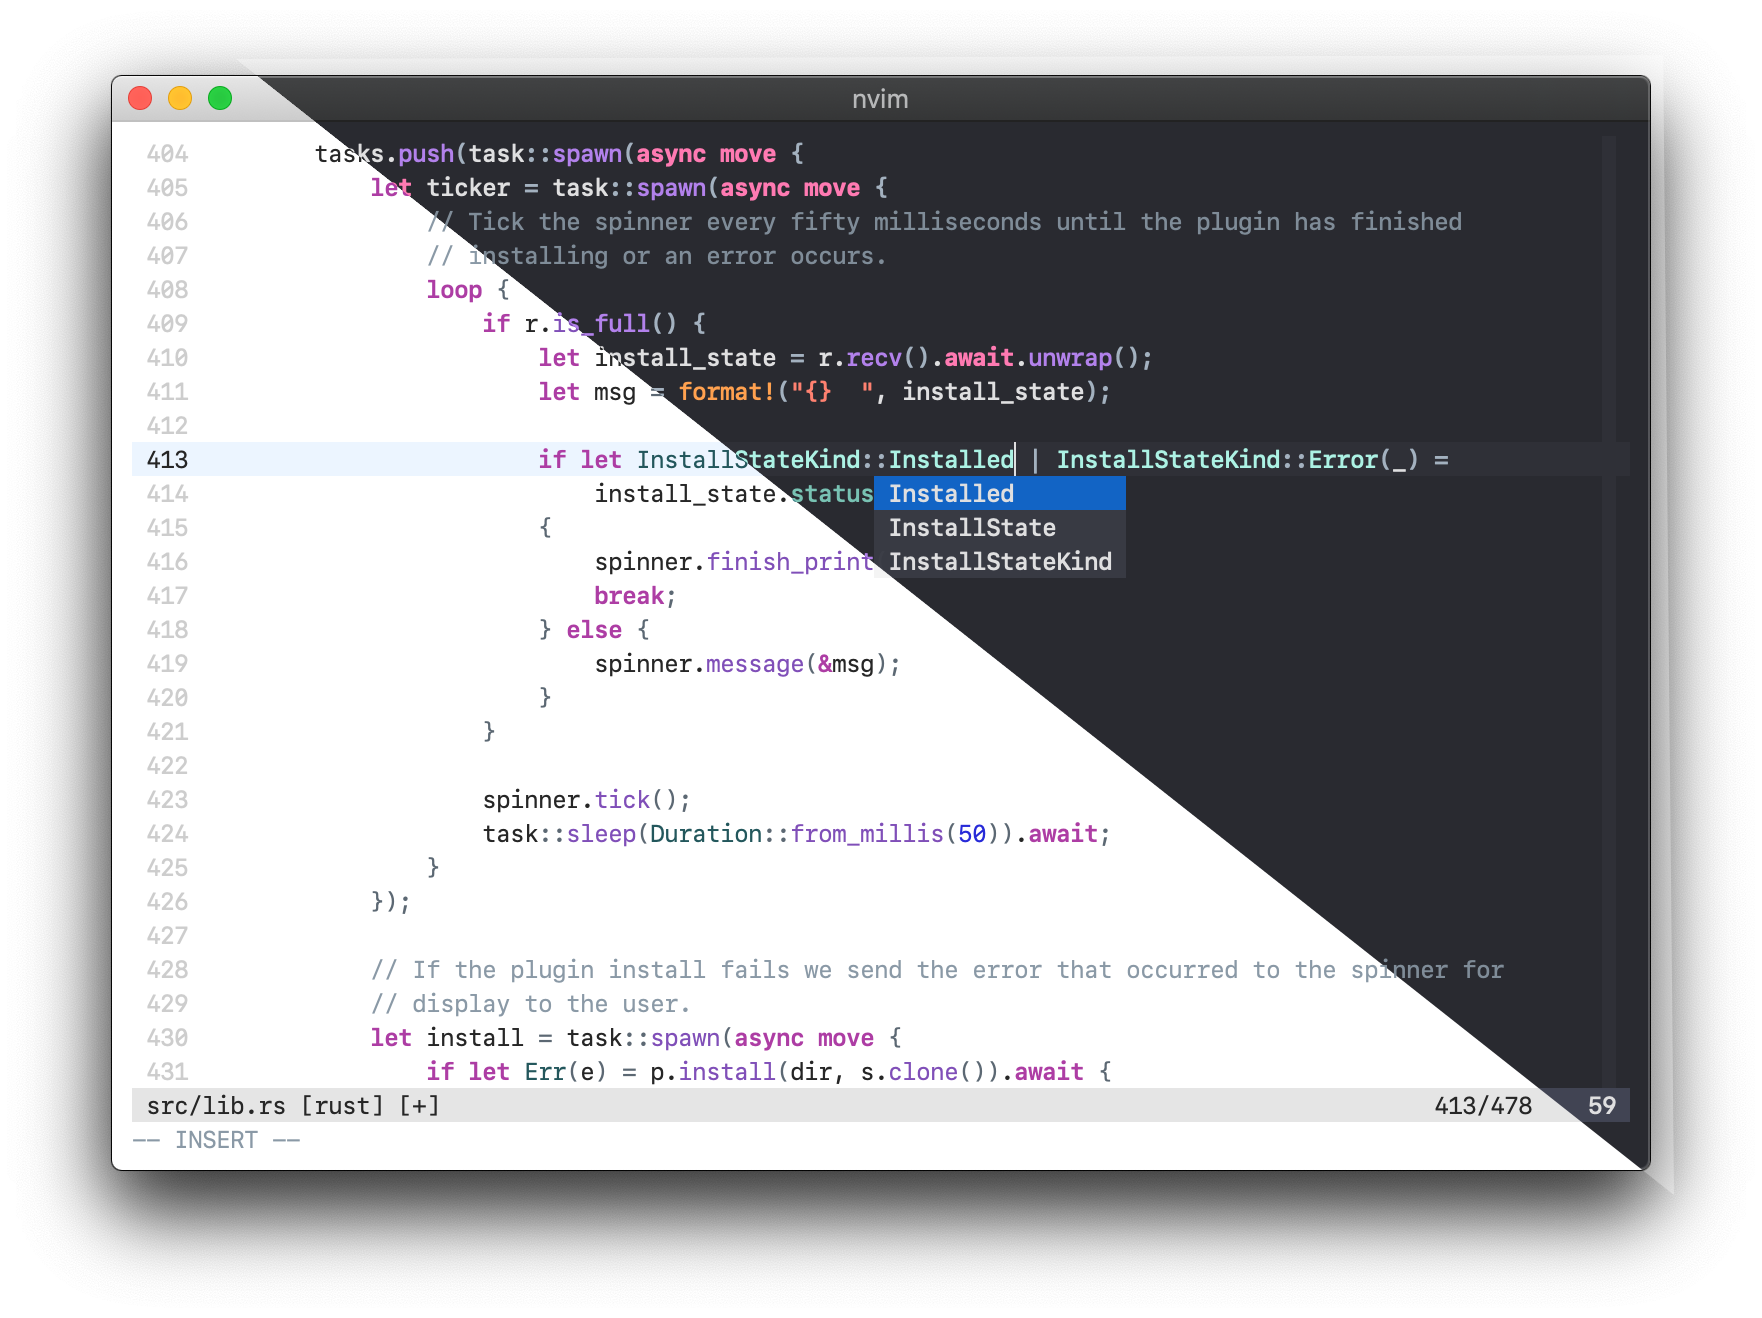 nvim
404         tasks.push(task::spawn(async move {
405             let ticker = task::spawn(async move {
406                 // Tick the spinner every fifty milliseconds until the plugin has finished
407                 // installing or an error occurs.
408                 loop {
409                     if r.is_full() {
410                         let install_state = r.recv().await.unwrap();
411                         let msg = format!("{}  ", install_state);
412
413                         if let InstallStateKind::Installed | InstallStateKind::Error(_) =
414                             install_state.status Installed
415                         { InstallState
416                             spinner.finish_print InstallStateKind
417                             break;
418                         } else {
419                             spinner.message(&msg);
420                         }
421                     }
422
423                     spinner.tick();
424                     task::sleep(Duration::from_millis(50)).await;
425                 }
426             });
427
428             // If the plugin install fails we send the error that occurred to the spinner for
429             // display to the user.
430             let install = task::spawn(async move {
431                 if let Err(e) = p.install(dir, s.clone()).await {
src/lib.rs [rust] [+] 413/478 59
-- INSERT --